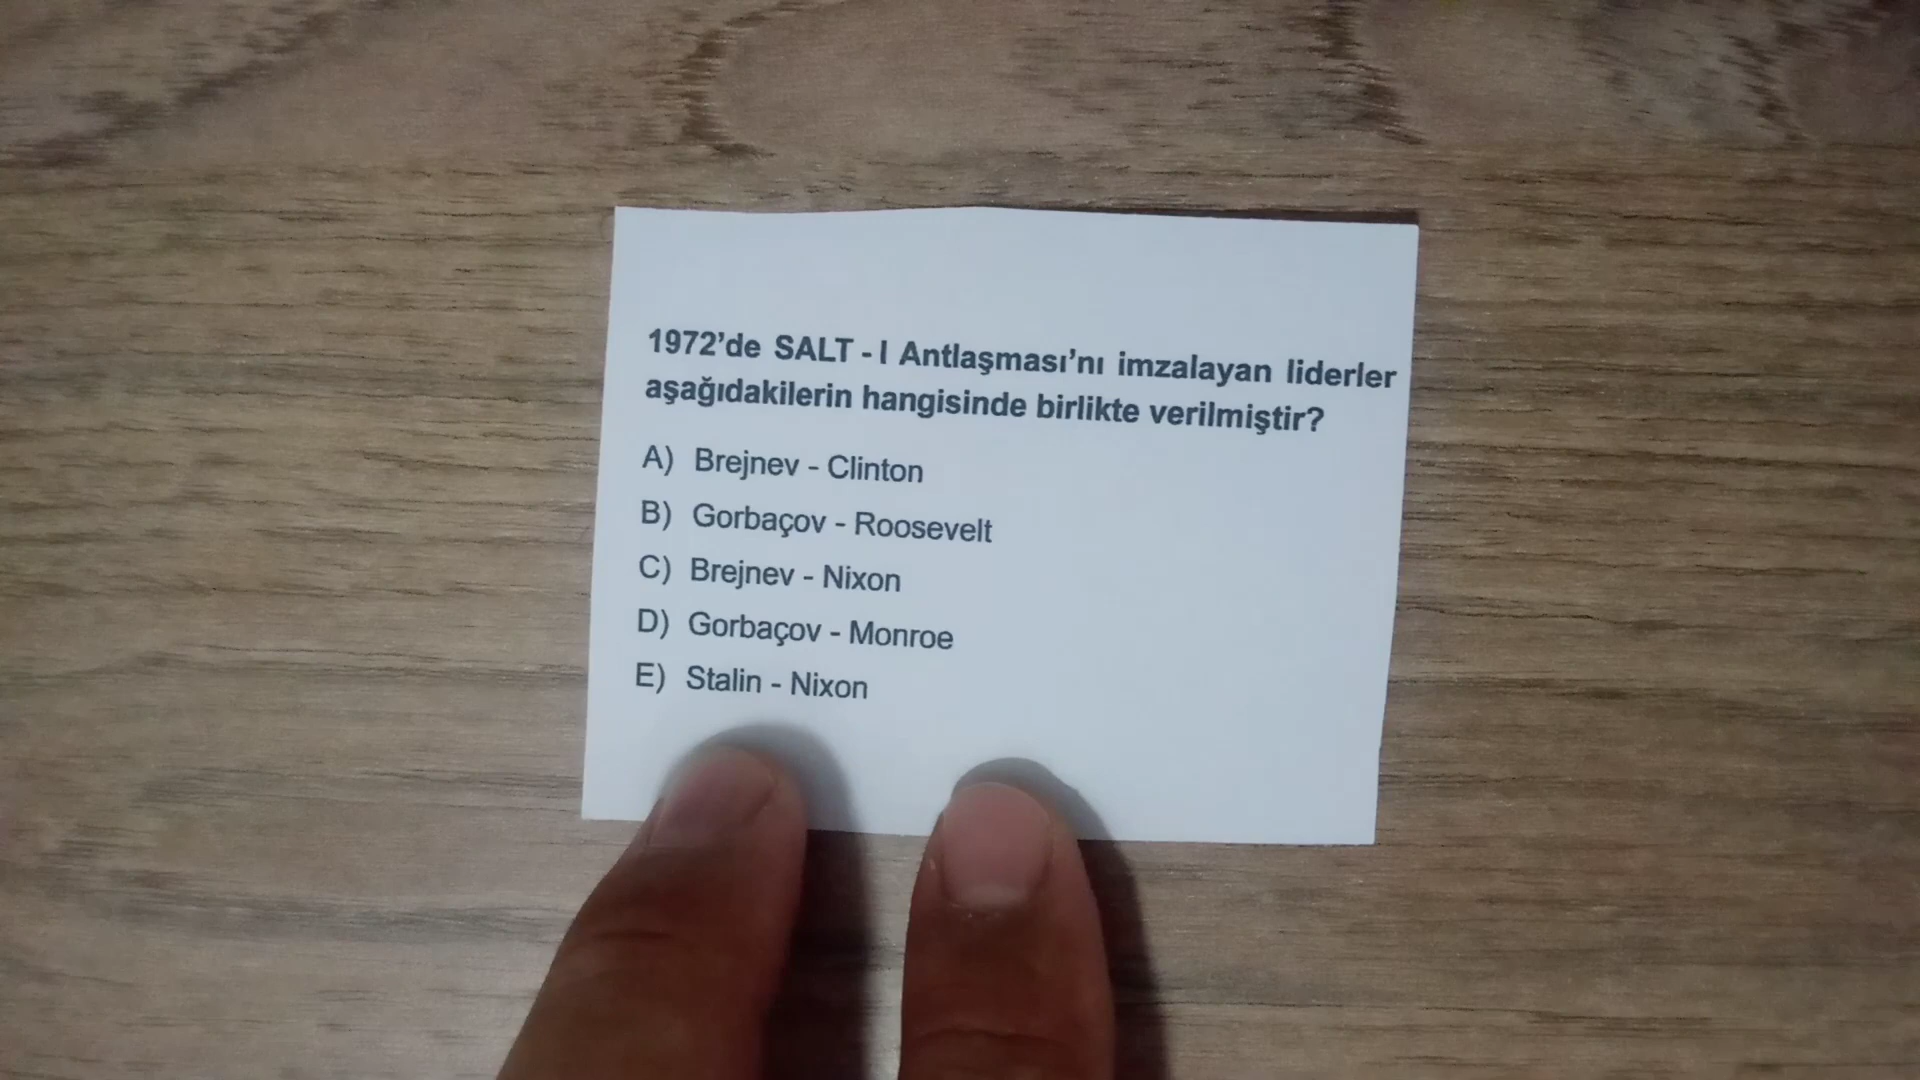 1972’de SALT - I Antlaşması’nı imzalayan liderler
aşağıdakilerin hangisinde birlikte verilmiştir?
A) Brejnev - Clinton
B) Gorbaçov - Roosevelt
C) Brejnev - Nixon
D) Gorbaçov - Monroe
E) Stalin - Nixon